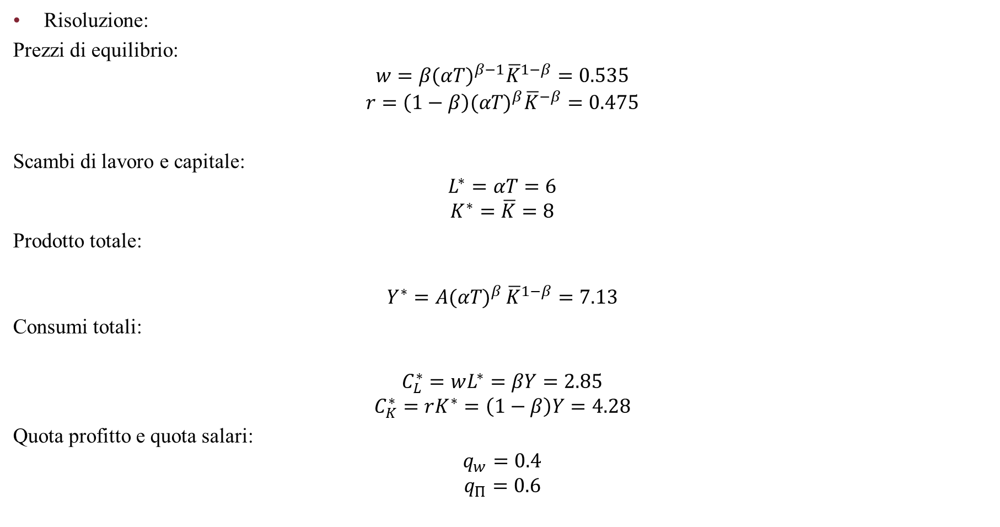 • Risoluzione:
Prezzi di equilibrio:
w = β(αT)^{β−1} K̅^{1−β} = 0.535
r = (1 − β)(αT)^{β} K̅^{−β} = 0.475
Scambi di lavoro e capitale:
L* = αT = 6
K* = K̅ = 8
Prodotto totale:
Y* = A(αT)^{β} K̅^{1−β} = 7.13
Consumi totali:
C_L^* = wL* = βY = 2.85
C_K^* = rK* = (1 − β)Y = 4.28
Quota profitto e quota salari:
q_w = 0.4
q_Π = 0.6